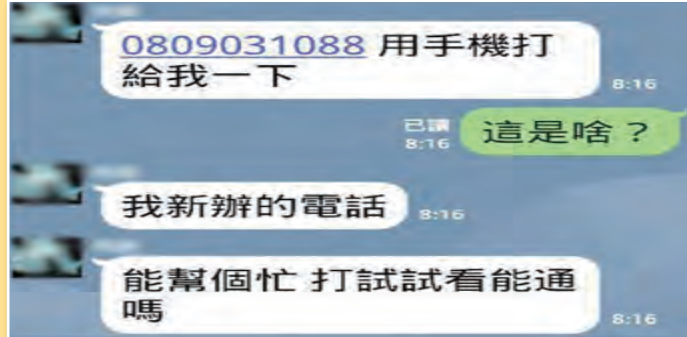 0809031088 用手機打
給我一下
8:16
已讀
8:16
這是啥？
我新辦的電話
8:16
能幫個忙 打試試看能通
嗎
8:16